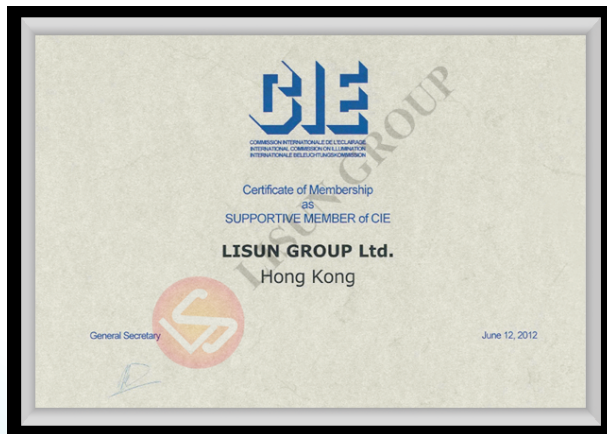 CIE
COMMISSION INTERNATIONALE DE L'ECLAIRAGE
INTERNATIONAL COMMISSION ON ILLUMINATION
INTERNATIONALE BELEUCHTUNGSKOMMISSION
Certificate of Membership
as
SUPPORTIVE MEMBER of CIE
LISUN GROUP Ltd.
Hong Kong
LISUN GROUP
General Secretary
June 12, 2012